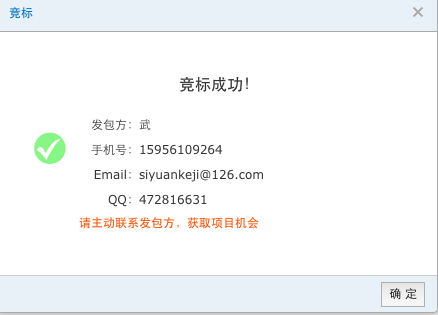 竞标
竞标成功！
发包方：武
手机号：15956109264
Email：siyuankeji@126.com
QQ：472816631
请主动联系发包方，获取项目机会
确 定